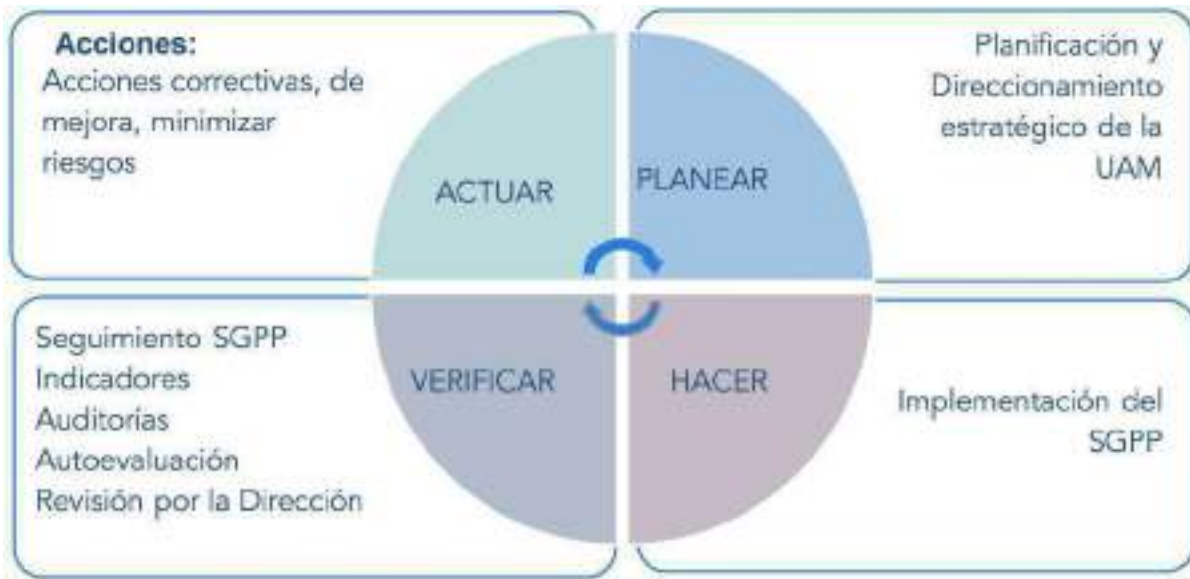 Acciones:
Acciones correctivas, de
mejora, minimizar
riesgos
ACTUAR
PLANEAR
Planificación y
Direccionamiento
estratégico de la
UAM
Seguimiento SGPP
Indicadores
Auditorías
Autoevaluación
Revisión por la Dirección
VERIFICAR
HACER
Implementación del
SGPP